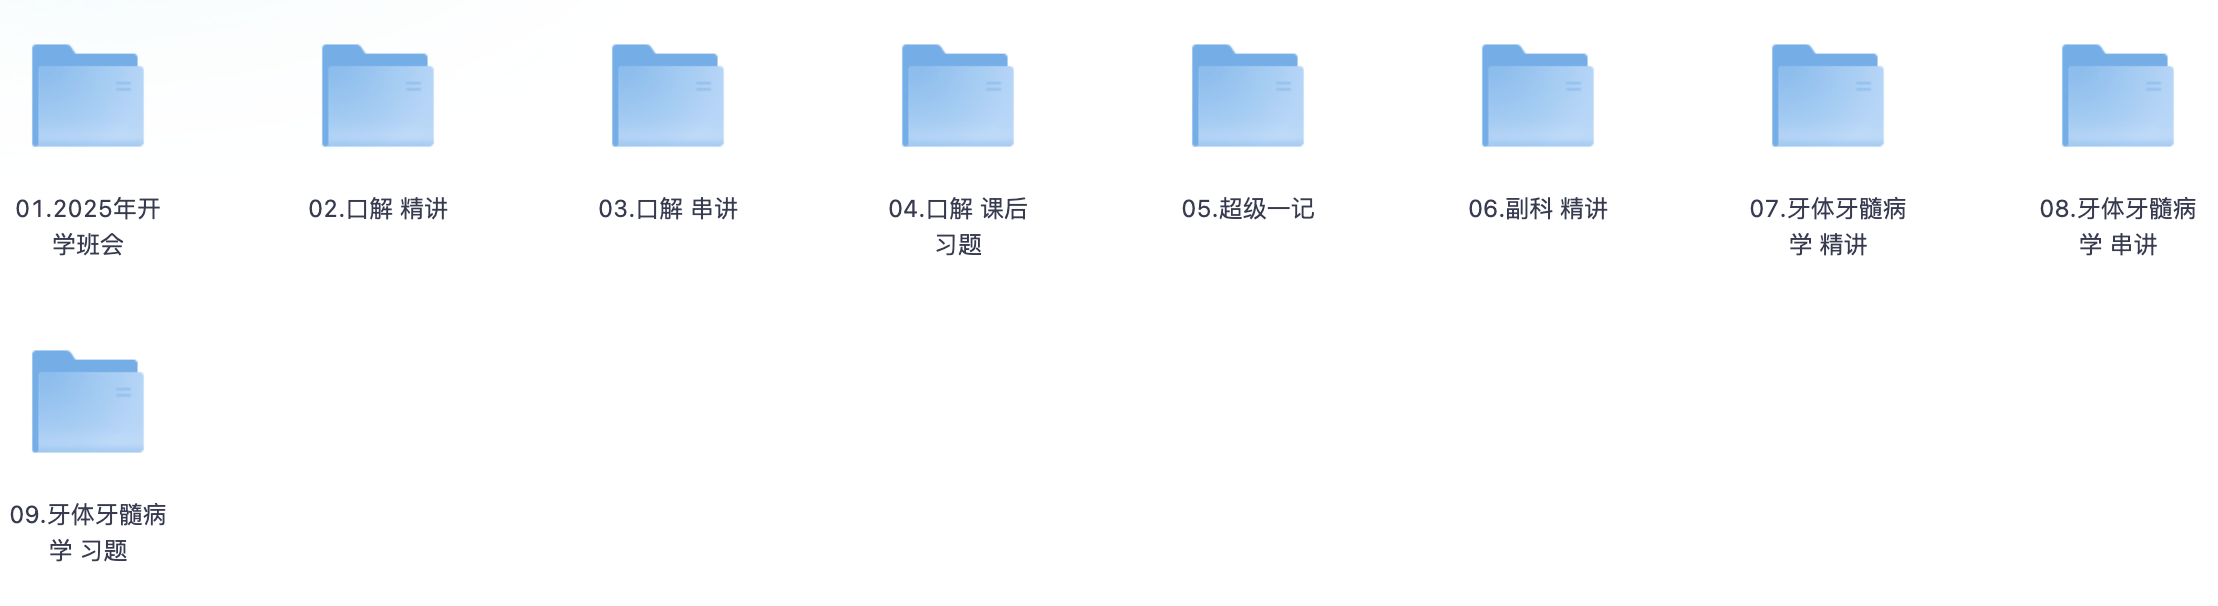 01.2025年开
学班会
02.口解 精讲
03.口解 串讲
04.口解 课后
习题
05.超级一记
06.副科 精讲
07.牙体牙髓病
学 精讲
08.牙体牙髓病
学 串讲
09.牙体牙髓病
学 习题